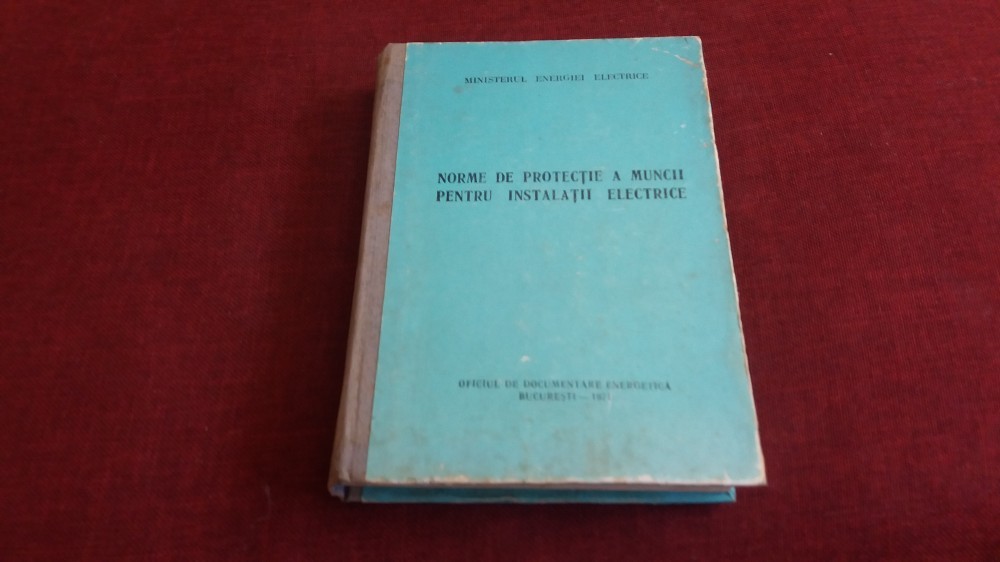 MINISTERUL ENERGIEI ELECTRICE
NORME DE PROTECȚIE A MUNCII
PENTRU INSTALAȚII ELECTRICE
OFICIUL DE DOCUMENTARE ENERGETICĂ
BUCUREȘTI —